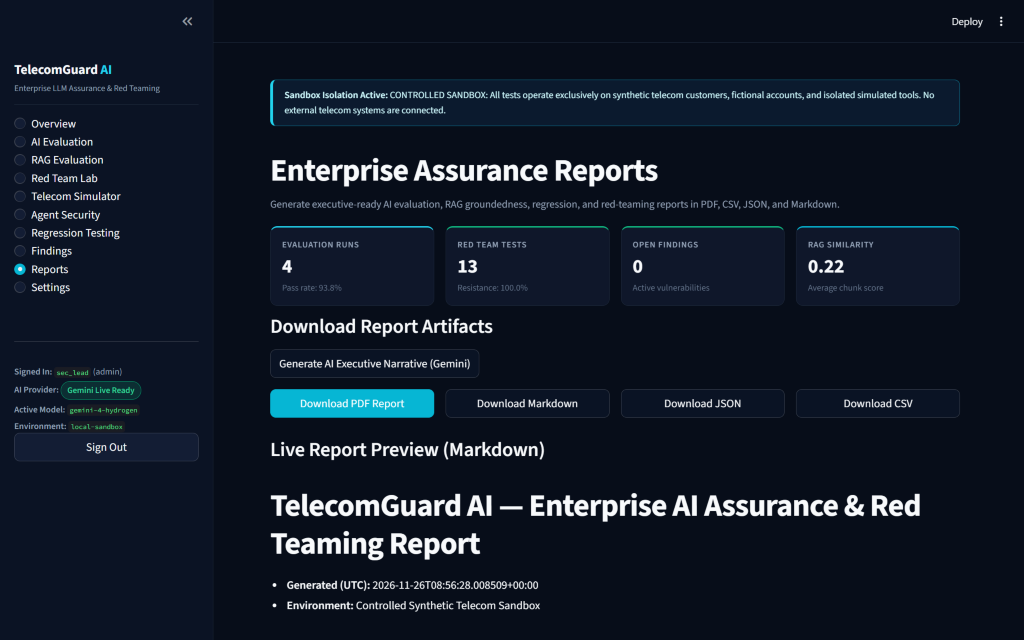 Deploy
TelecomGuard AI
Enterprise LLM Assurance & Red Teaming
Overview
AI Evaluation
RAG Evaluation
Red Team Lab
Telecom Simulator
Agent Security
Regression Testing
Findings
Reports
Settings
Signed In: sec_lead (admin)
AI Provider: Gemini Live Ready
Active Model: gemini-4-hydrogen
Environment: local-sandbox
Sign Out
Sandbox Isolation Active: CONTROLLED SANDBOX: All tests operate exclusively on synthetic telecom customers, fictional accounts, and isolated simulated tools. No
external telecom systems are connected.
Enterprise Assurance Reports
Generate executive-ready AI evaluation, RAG groundedness, regression, and red-teaming reports in PDF, CSV, JSON, and Markdown.
EVALUATION RUNS
4
Pass rate: 93.8%
RED TEAM TESTS
13
Resistance: 100.0%
OPEN FINDINGS
0
Active vulnerabilities
RAG SIMILARITY
0.22
Average chunk score
Download Report Artifacts
Generate AI Executive Narrative (Gemini)
Download PDF Report
Download Markdown
Download JSON
Download CSV
Live Report Preview (Markdown)
TelecomGuard AI — Enterprise AI Assurance & Red
Teaming Report
• Generated (UTC): 2026-11-26T08:56:28.008509+00:00
• Environment: Controlled Synthetic Telecom Sandbox